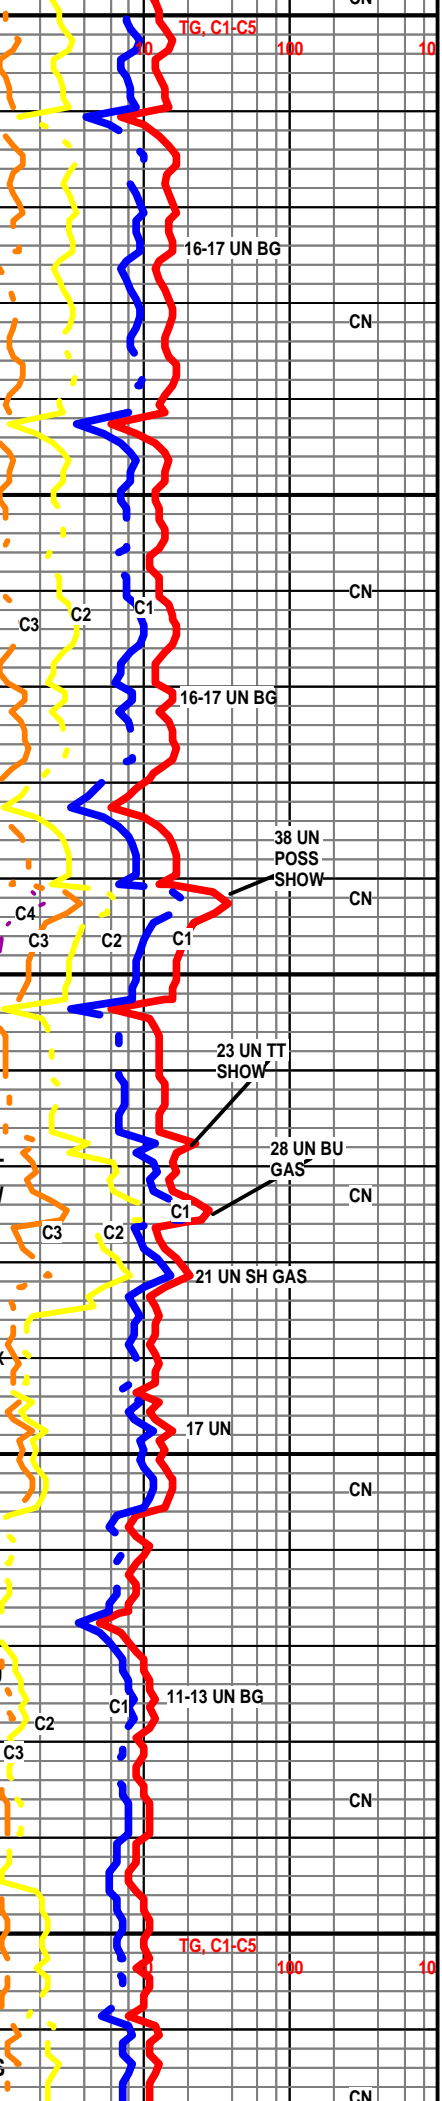 CN
TG, C1-C5
10 100 10
16-17 UN BG
CN
CN
C1
C2
C3
16-17 UN BG
38 UN
POSS
SHOW
CN
C4
C3 C2 C1
23 UN TT
SHOW
28 UN BU
GAS
CN
C1
C3 C2
21 UN SH GAS
17 UN
CN
11-13 UN BG
C1
C2
C3
CN
TG, C1-C5
100 10
CN